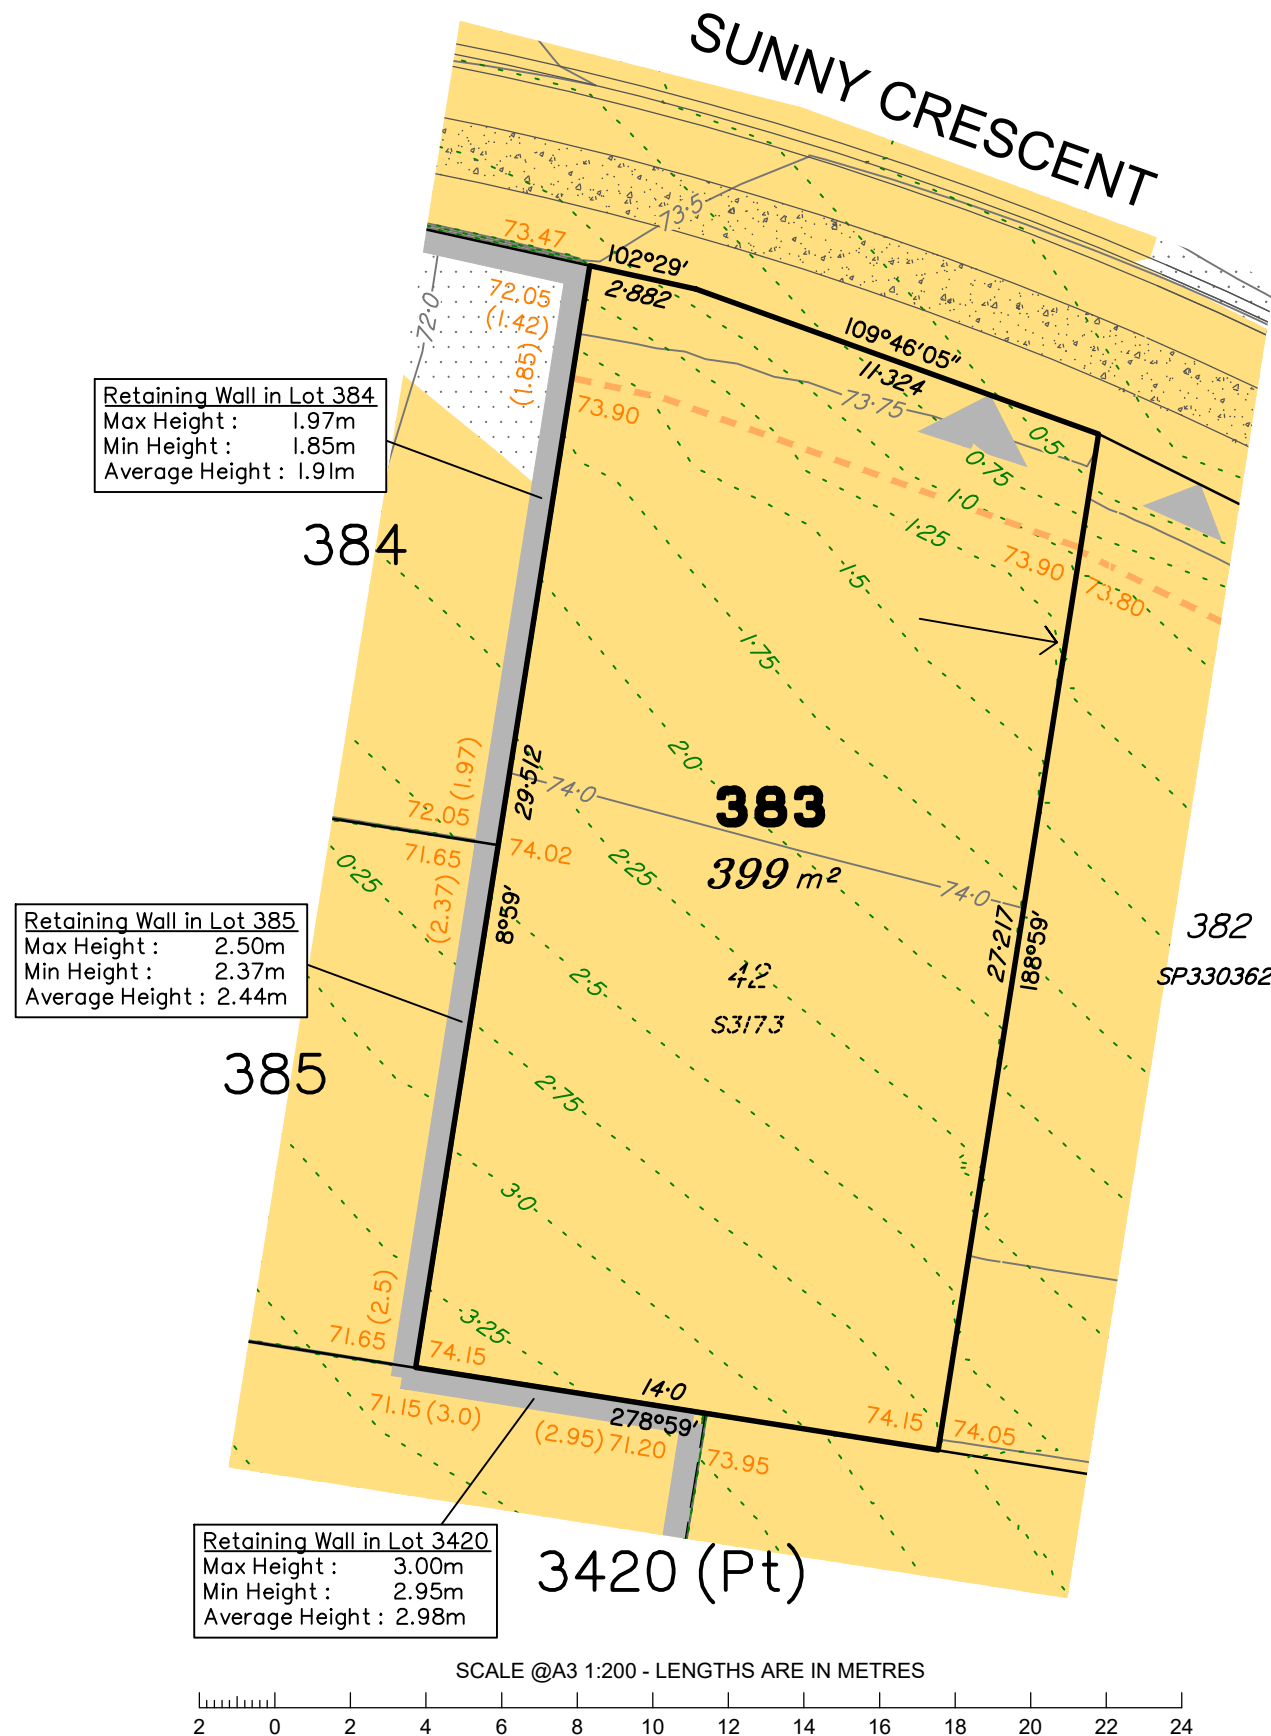 SUNNY CRESCENT
73.5
73.47
102°29'
2·882
72.05
(1.42)
(1.85)
72·0
109°46'05"
11·324
73·75
73.90
0·5
0·75
1·0
1·25
1·5
73.90
73.80
Retaining Wall in Lot 384
Max Height : 1.97m
Min Height : 1.85m
Average Height : 1.91m
384
1·75
2·0
(1.97)
29·512
74·0
383
399 m²
72.05
71.65
74.02
(2.37)
0·25
2·25
74·0
8°59'
Retaining Wall in Lot 385
Max Height : 2.50m
Min Height : 2.37m
Average Height : 2.44m
385
2·5
42
S3173
27·217
188°59'
382
SP330362
2·75
3·0
(2.5)
3·25
71.65
74.15
14·0
278°59'
71.15 (3.0)
(2.95) 71.20
73.95
74.15
74.05
Retaining Wall in Lot 3420
Max Height : 3.00m
Min Height : 2.95m
Average Height : 2.98m
3420 (Pt)
SCALE @A3 1:200 - LENGTHS ARE IN METRES
2 0 2 4 6 8 10 12 14 16 18 20 22 24